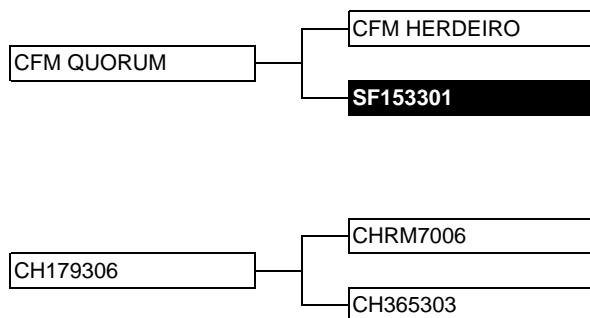 CFM HERDEIRO
CFM QUORUM
SF153301
CHRM7006
CH179306
CH365303